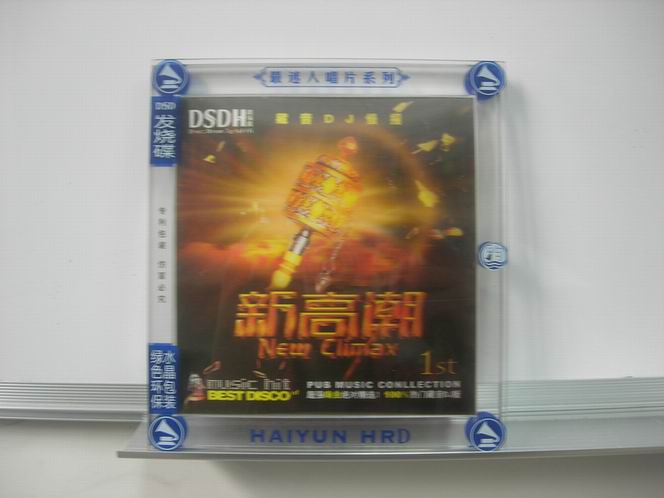 最迷人唱片系列
DSD
发烧碟
DSDH
藏音DJ
新高潮
New Climax
1st
music hit
BEST DISCO
PUB MUSIC CONLLECTION
绿色环保
水晶包装
HAIYUN HRD